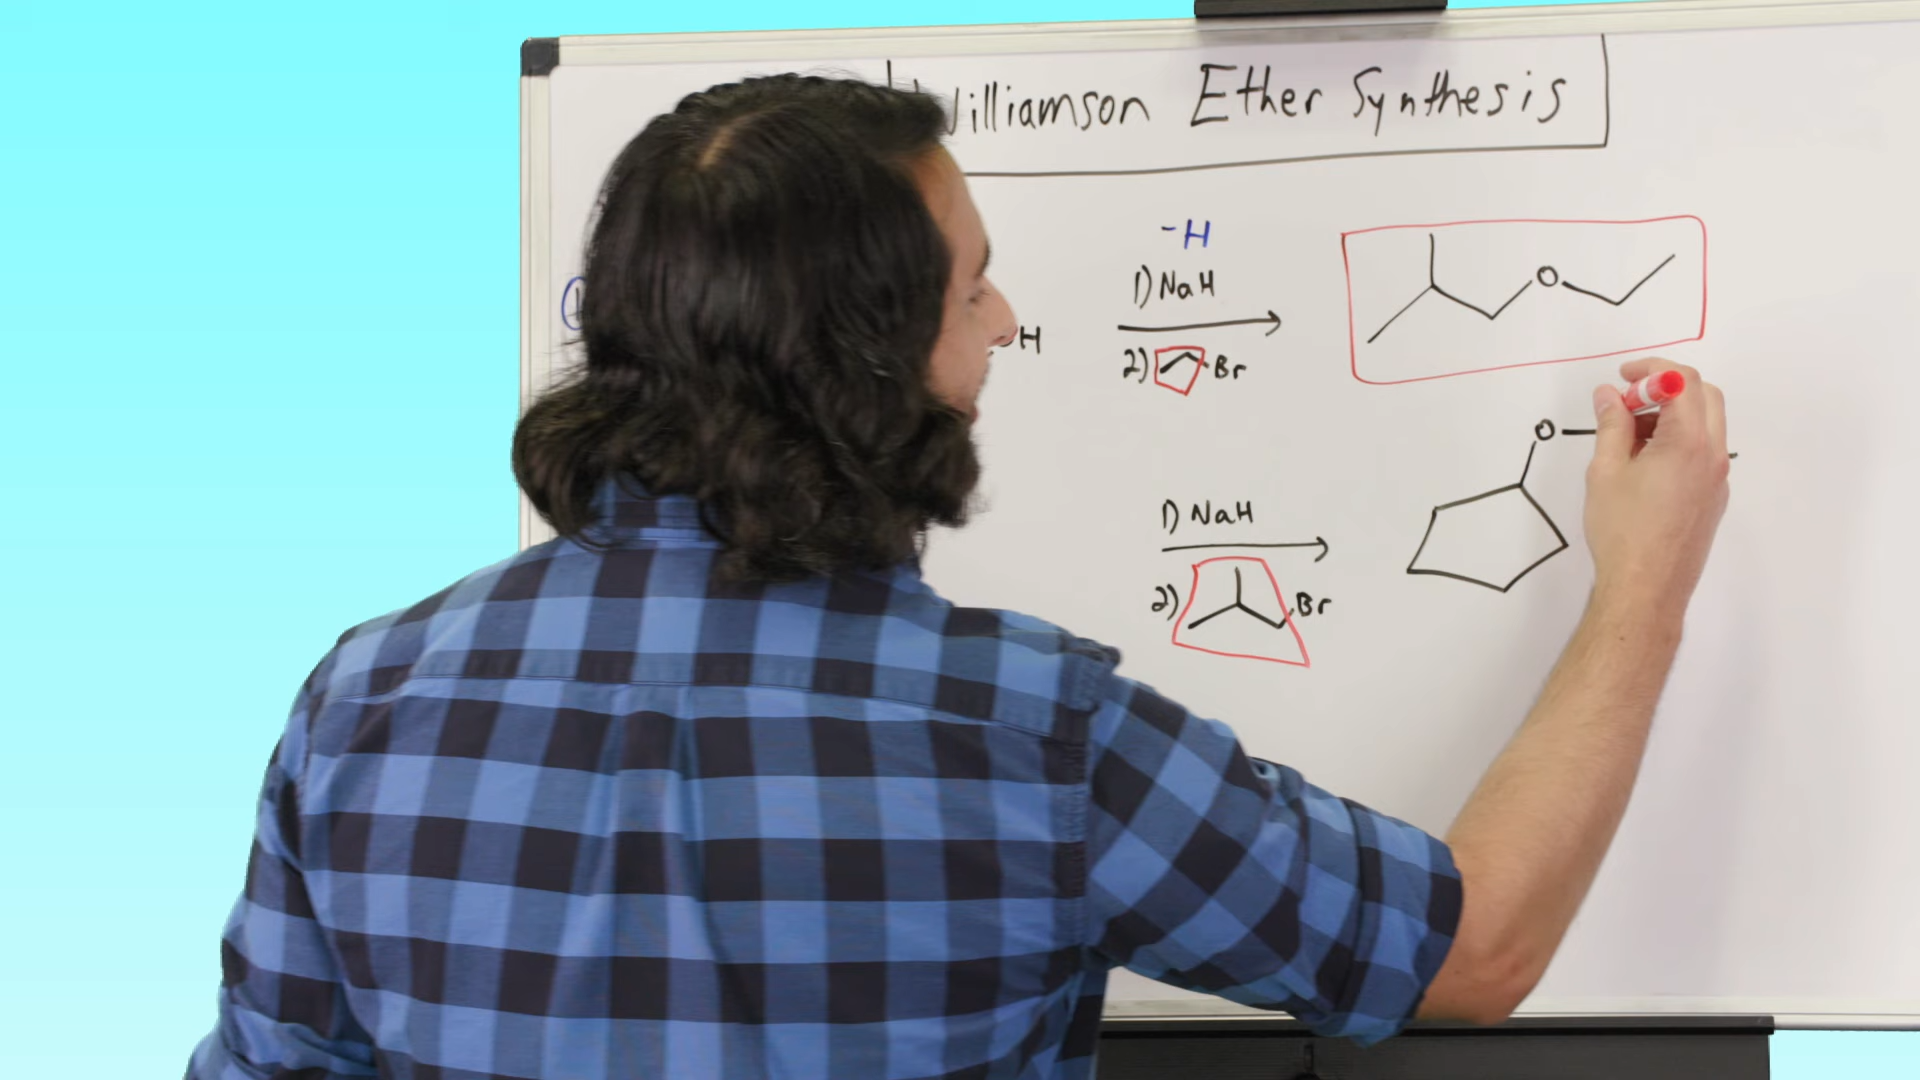 Williamson Ether Synthesis
-H
1) NaH
H
2) Br
O
O
1) NaH
2) Br